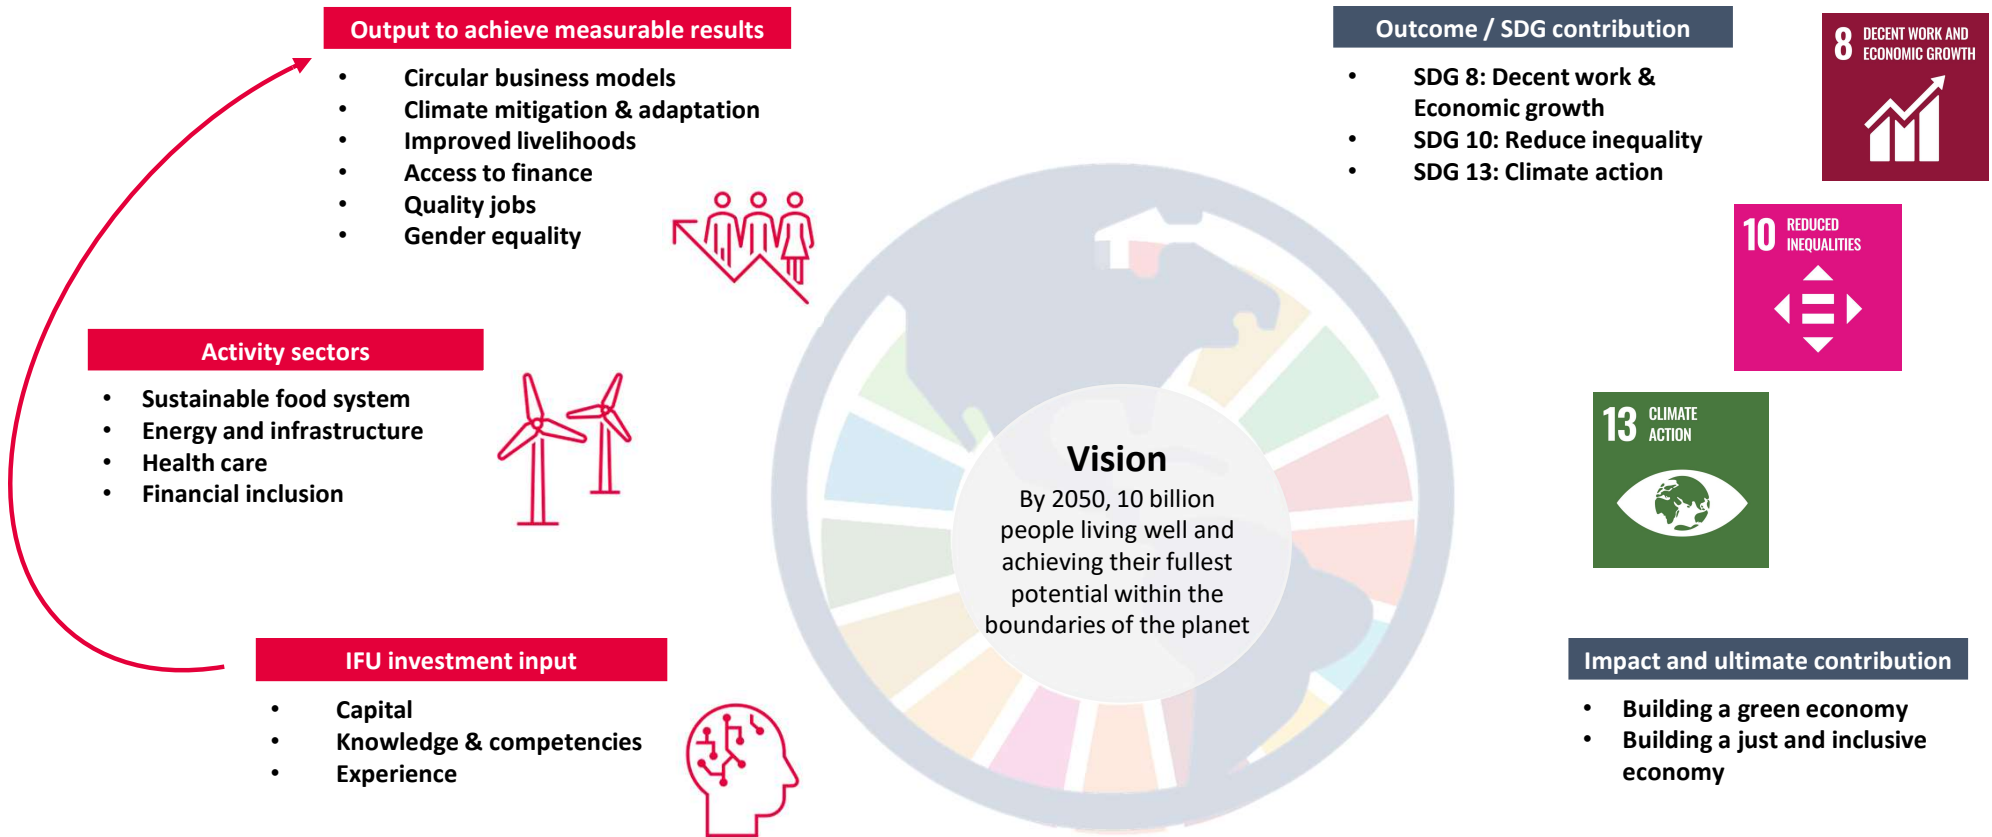 Output to achieve measurable results
• Circular business models
• Climate mitigation & adaptation
• Improved livelihoods
• Access to finance
• Quality jobs
• Gender equality
Activity sectors
• Sustainable food system
• Energy and infrastructure
• Health care
• Financial inclusion
IFU investment input
• Capital
• Knowledge & competencies
• Experience
Vision
By 2050, 10 billion
people living well and
achieving their fullest
potential within the
boundaries of the planet
Outcome / SDG contribution
• SDG 8: Decent work &
Economic growth
• SDG 10: Reduce inequality
• SDG 13: Climate action
8 DECENT WORK AND
ECONOMIC GROWTH
10 REDUCED
INEQUALITIES
13 CLIMATE
ACTION
Impact and ultimate contribution
• Building a green economy
• Building a just and inclusive
economy